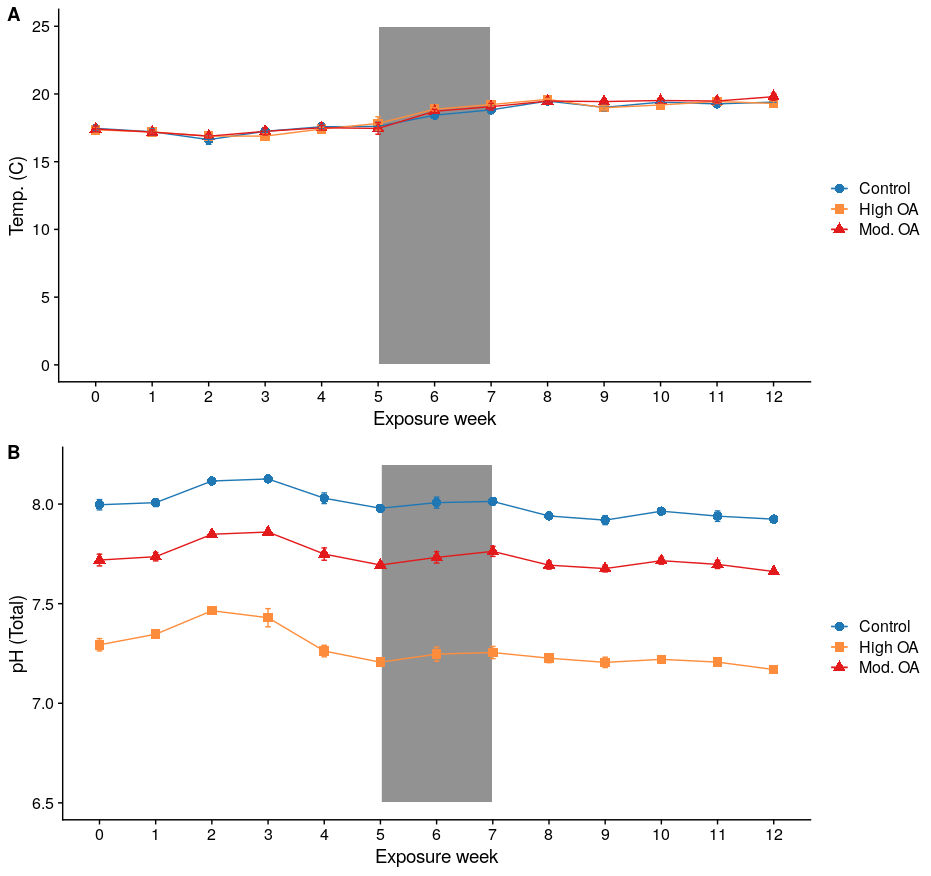 A
25
20
15
10
5
0
Temp. (C)
0 1 2 3 4 5 6 7 8 9 10 11 12
Exposure week
Control
High OA
Mod. OA
B
8.0
7.5
7.0
6.5
pH (Total)
0 1 2 3 4 5 6 7 8 9 10 11 12
Exposure week
Control
High OA
Mod. OA